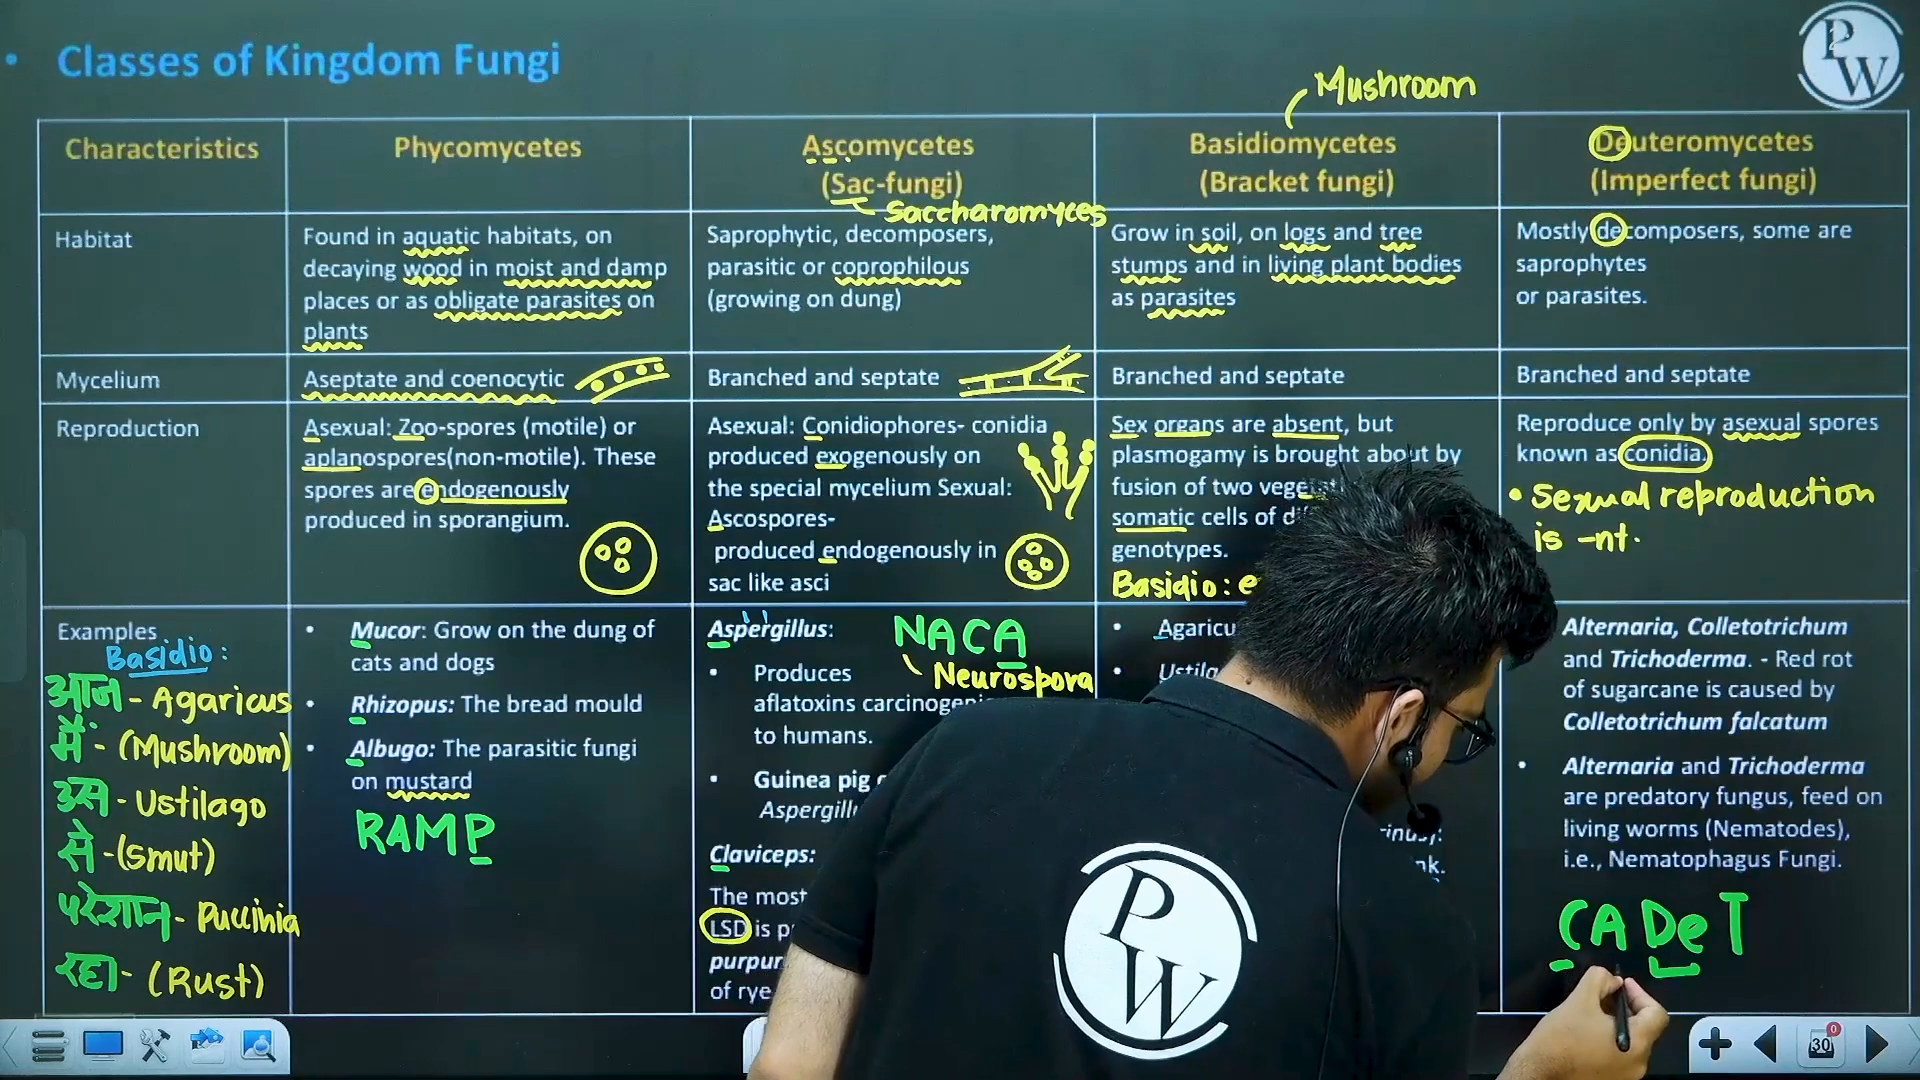 • Classes of Kingdom Fungi
PW
Mushroom
Characteristics
Phycomycetes
Ascomycetes
(Sac-fungi)
Saccharomyces
Basidiomycetes
(Bracket fungi)
Deuteromycetes
(Imperfect fungi)
Habitat
Found in aquatic habitats, on
decaying wood in moist and damp
places or as obligate parasites on
plants
Saprophytic, decomposers,
parasitic or coprophilous
(growing on dung)
Grow in soil, on logs and tree
stumps and in living plant bodies
as parasites
Mostly decomposers, some are
saprophytes
or parasites.
Mycelium
Aseptate and coenocytic
Branched and septate
Branched and septate
Branched and septate
Reproduction
Asexual: Zoo-spores (motile) or
aplanospores(non-motile). These
spores are endogenously
produced in sporangium.
Asexual: Conidiophores- conidia
produced exogenously on
the special mycelium Sexual:
Ascospores-
produced endogenously in
sac like asci
Sex organs are absent, but
plasmogamy is brought about by
fusion of two
somatic cells of
genotypes.
Basidio:
Reproduce only by asexual spores
known as conidia.
• Sexual reproduction
is -nt.
Examples
Basidio:
आज - Agaricus
में - (Mushroom)
उस - Ustilago
से - (Smut)
परेशान - Puccinia
रहा - (Rust)
• Mucor: Grow on the dung of
cats and dogs
• Rhizopus: The bread mould
• Albugo: The parasitic fungi
on mustard
RAMP
Aspergillus:
NACA
Neurospora
• Produces
aflatoxins
to humans.
• Guinea pig
Claviceps:
The most
LSD is
of rye
•
•
Alternaria, Colletotrichum
and Trichoderma. - Red rot
of sugarcane is caused by
Colletotrichum falcatum
• Alternaria and Trichoderma
are predatory fungus, feed on
living worms (Nematodes),
i.e., Nematophagus Fungi.
CADeT
PW
0
30